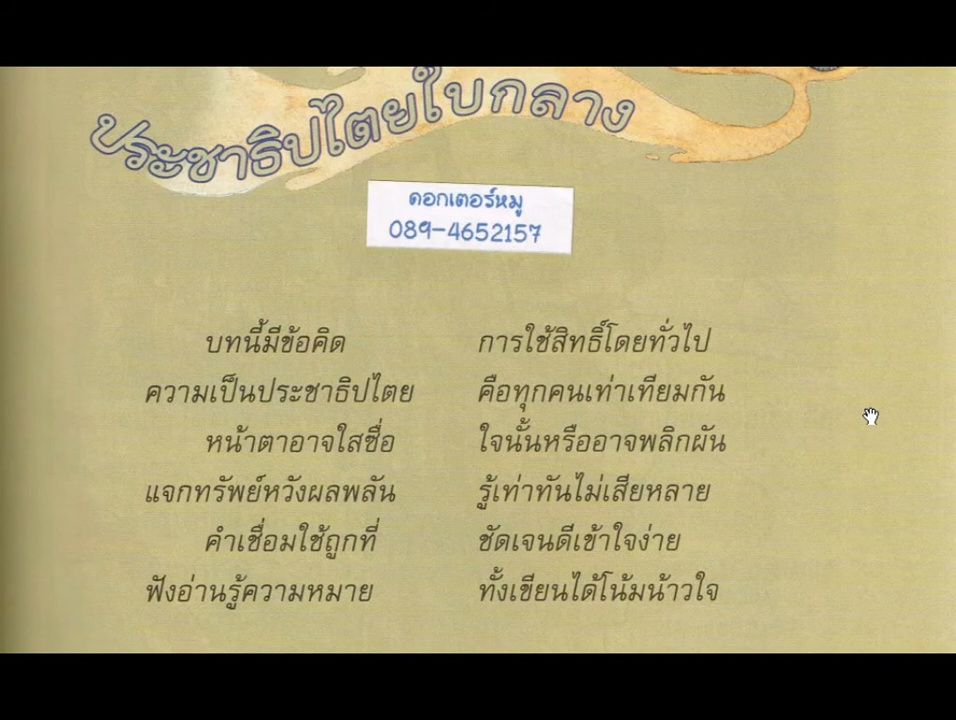 ประชาธิปไตยใบกลาง
ดอกเตอร์หมู
089-4652157
บทนี้มีข้อคิด การใช้สิทธิ์โดยทั่วไป
ความเป็นประชาธิปไตย คือทุกคนเท่าเทียมกัน
หน้าตาอาจใสซื่อ ใจนั้นหรืออาจพลิกผัน
แจกทรัพย์หวังผลพลัน รู้เท่าทันไม่เสียหลาย
คำเชื่อมใช้ถูกที่ ชัดเจนดีเข้าใจง่าย
ฟังอ่านรู้ความหมาย ทั้งเขียนได้โน้มน้าวใจ